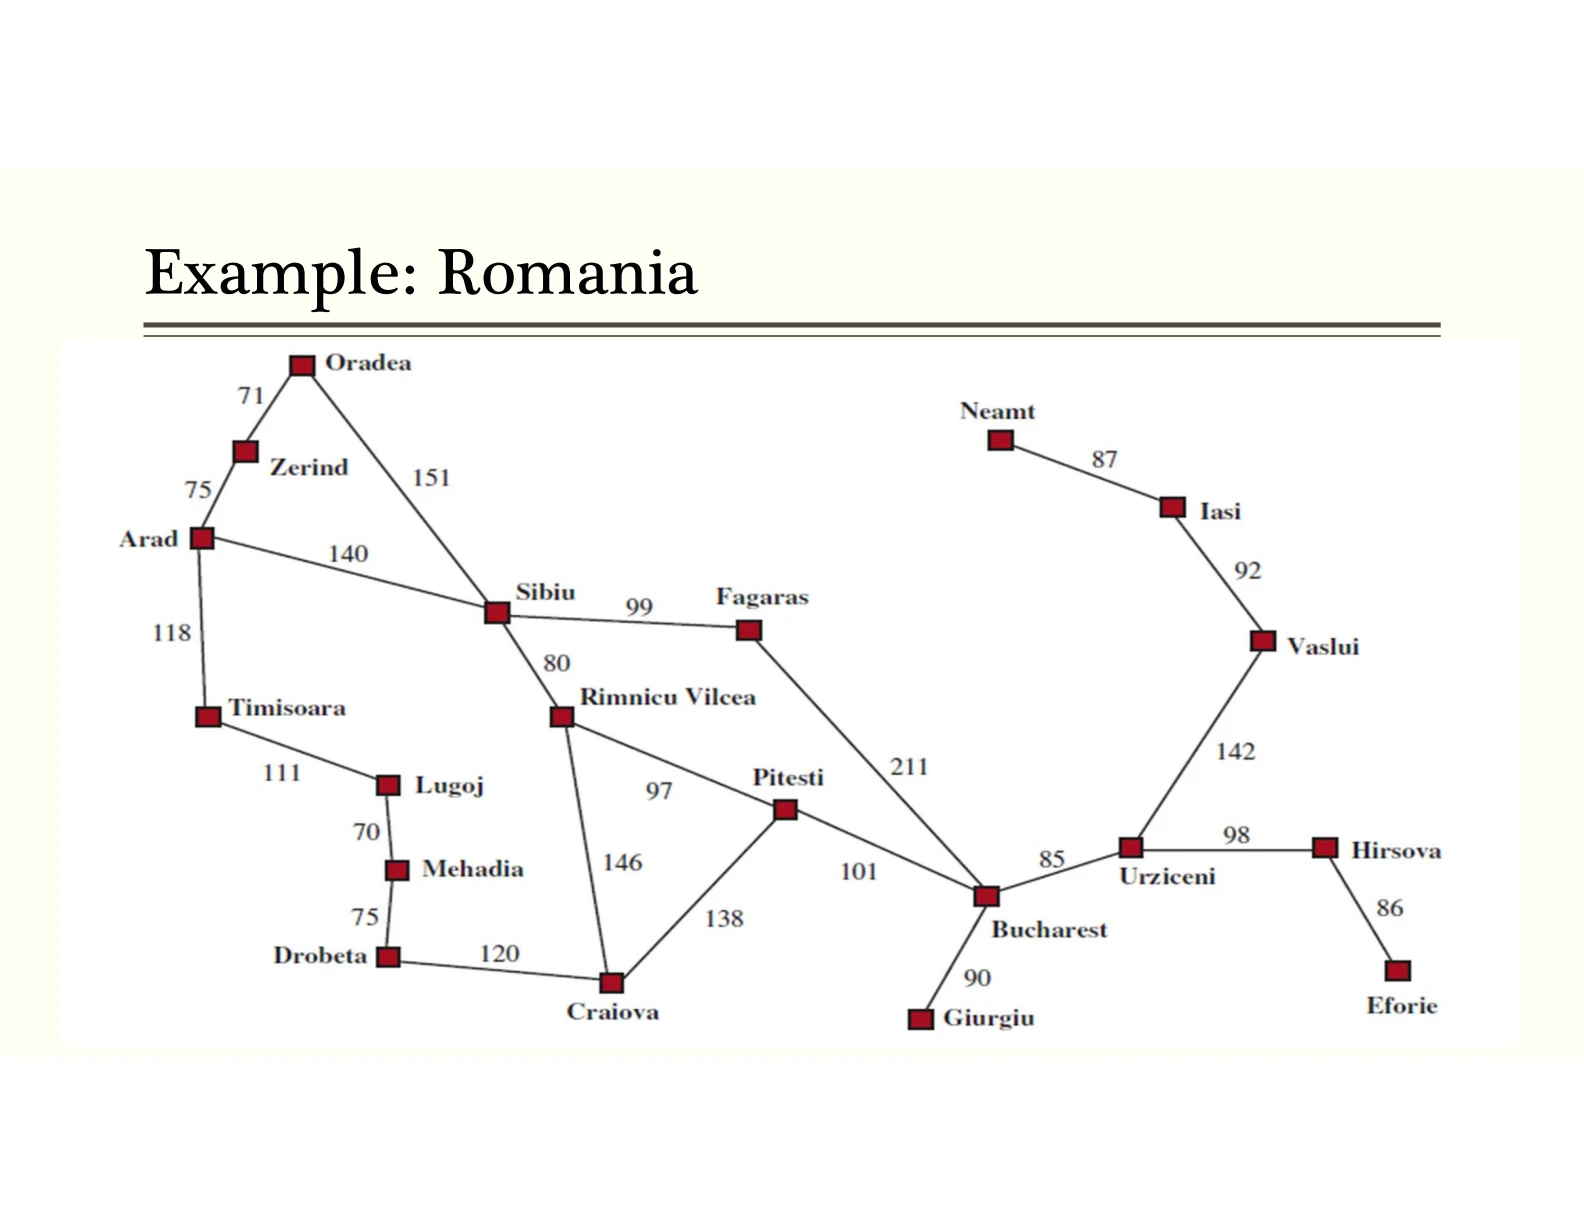 Example: Romania
Oradea
71
Neamt
Zerind
87
151
75
Iasi
Arad
140
92
Sibiu
99
Fagaras
118
Vaslui
80
Rimnicu Vilcea
Timisoara
142
211
111
Pitesti
Lugoj
97
70
98
Hirsova
85
146
101
Mehadia
Urziceni
86
75
138
Bucharest
Drobeta
120
90
Eforie
Craiova
Giurgiu